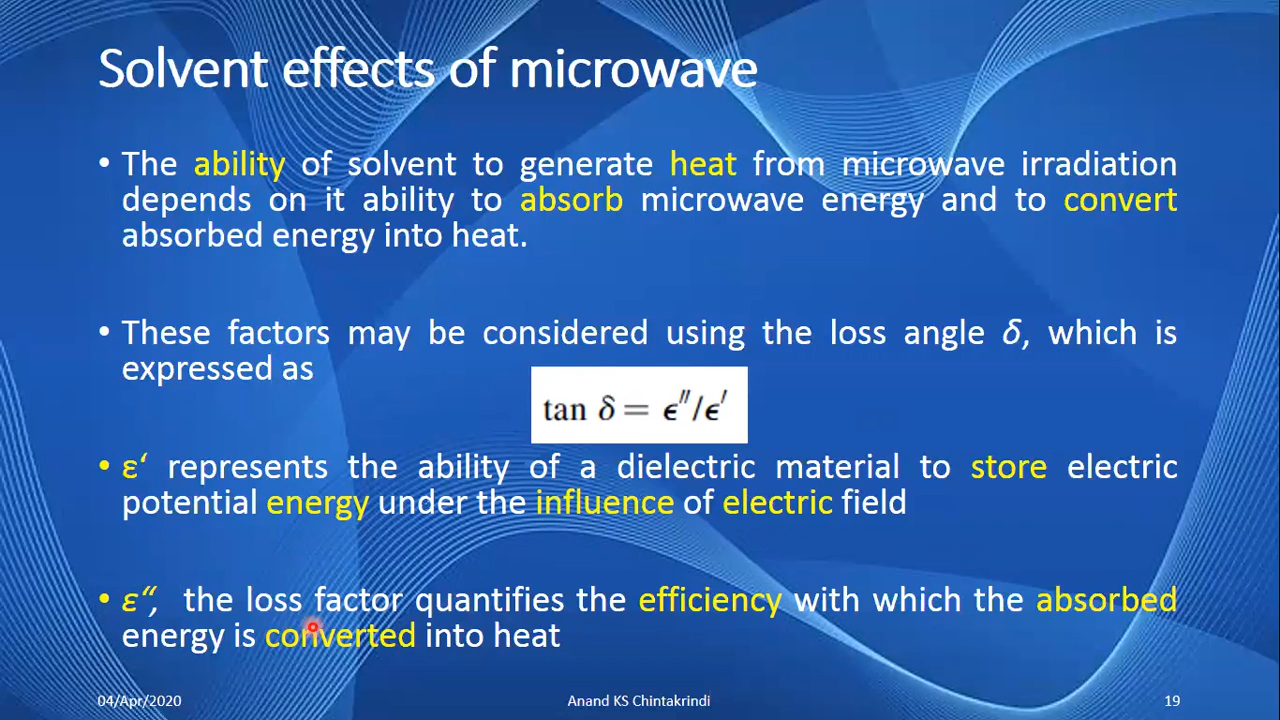 Solvent effects of microwave
• The ability of solvent to generate heat from microwave irradiation
depends on it ability to absorb microwave energy and to convert
absorbed energy into heat.
• These factors may be considered using the loss angle δ, which is
expressed as
tan δ = ϵ″/ϵ′
• ε‘ represents the ability of a dielectric material to store electric
potential energy under the influence of electric field
• ε“, the loss factor quantifies the efficiency with which the absorbed
energy is converted into heat
04/Apr/2020
Anand KS Chintakrindi
19